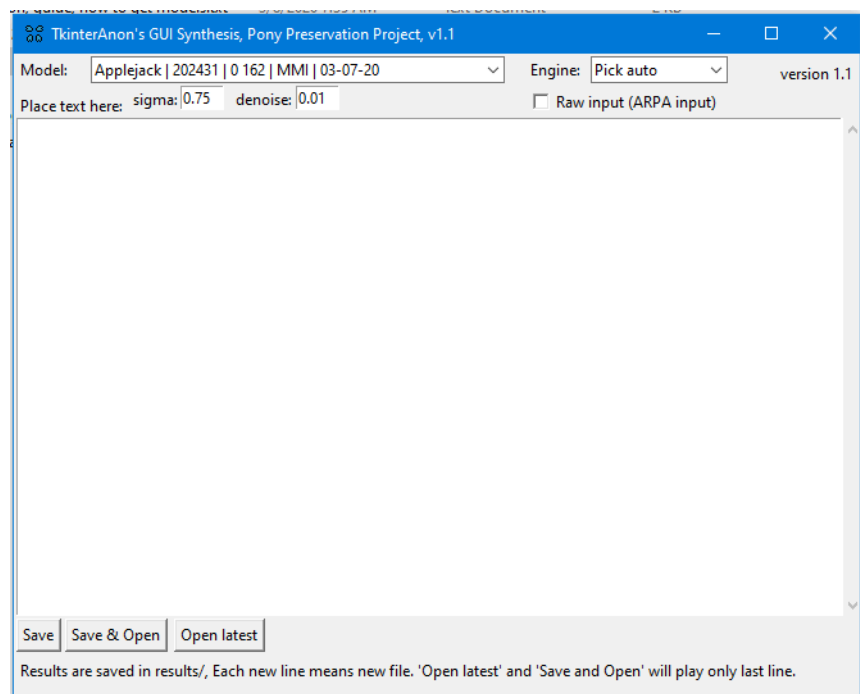 TkinterAnon's GUI Synthesis, Pony Preservation Project, v1.1
Model: Applejack | 202431 | 0 162 | MMI | 03-07-20 Engine: Pick auto version 1.1
Place text here: sigma: 0.75 denoise: 0.01 Raw input (ARPA input)
Save Save & Open Open latest
Results are saved in results/, Each new line means new file. 'Open latest' and 'Save and Open' will play only last line.